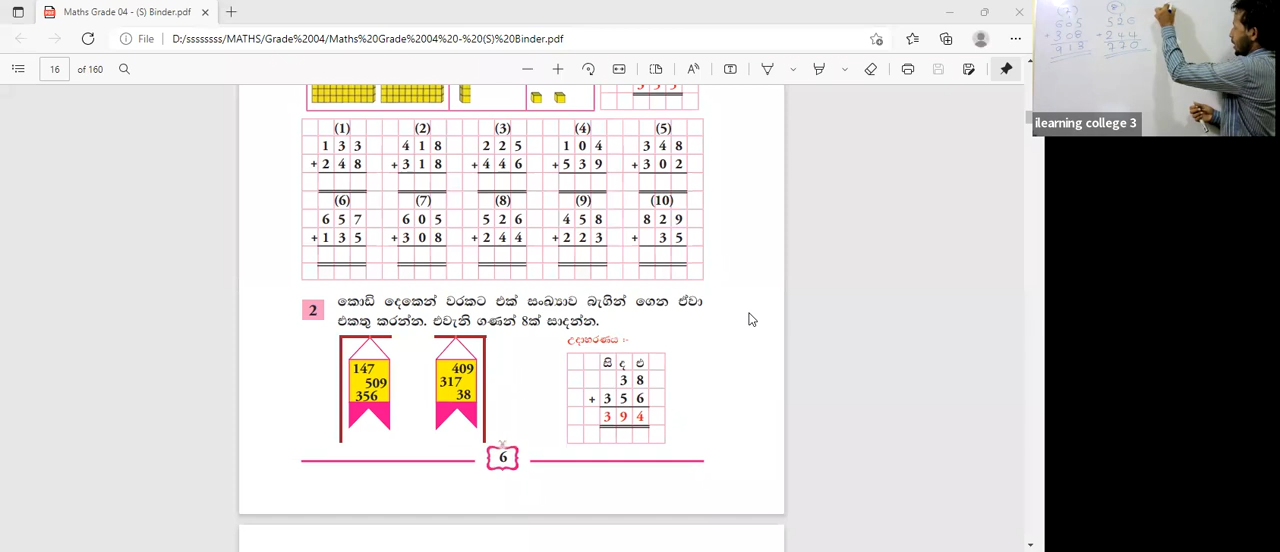 Maths Grade 04 - (S) Binder.pdf
File
D:/ssssssss/MATHS/Grade%2004/Maths%20Grade%2004%20-%20(S)%20Binder.pdf
16 of 160
(1) (2) (3) (4) (5)
1 3 3 4 1 8 2 2 5 1 0 4 3 4 8
+ 2 4 8 + 3 1 8 + 4 4 6 + 5 3 9 + 3 0 2
(6) (7) (8) (9) (10)
6 5 7 6 0 5 5 2 6 4 5 8 8 2 9
+ 1 3 5 + 3 0 8 + 2 4 4 + 2 2 3 + 3 5
2 කොඩි දෙකෙන් වරකට එක් සංඛ්‍යාව බැගින් ගෙන ඒවා
එකතු කරන්න. එවැනි ගණන් 8ක් සාදන්න.
උදාහරණය :-
147 409
509 317
356 38
සි ද එ
3 8
+ 3 5 6
3 9 4
6
(7) (8)
605 526
+ 308 + 244
913 770
ilearning college 3